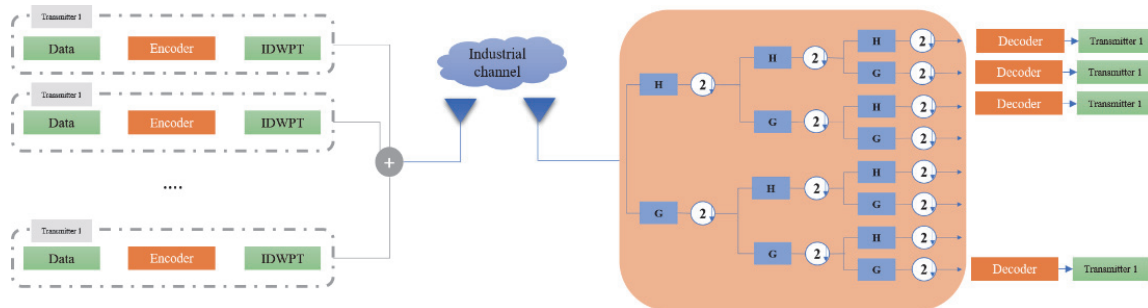 Transmitter 1
Data Encoder IDWPT
Transmitter 1
Data Encoder IDWPT
....
Transmitter 1
Data Encoder IDWPT
+
Industrial
channel
H 2
G 2
H 2
G 2
H 2
G 2
H 2
G 2
H 2
G 2
H 2
G 2
H 2
G 2
Decoder Transmitter 1
Decoder Transmitter 1
Decoder Transmitter 1
Decoder Transmitter 1